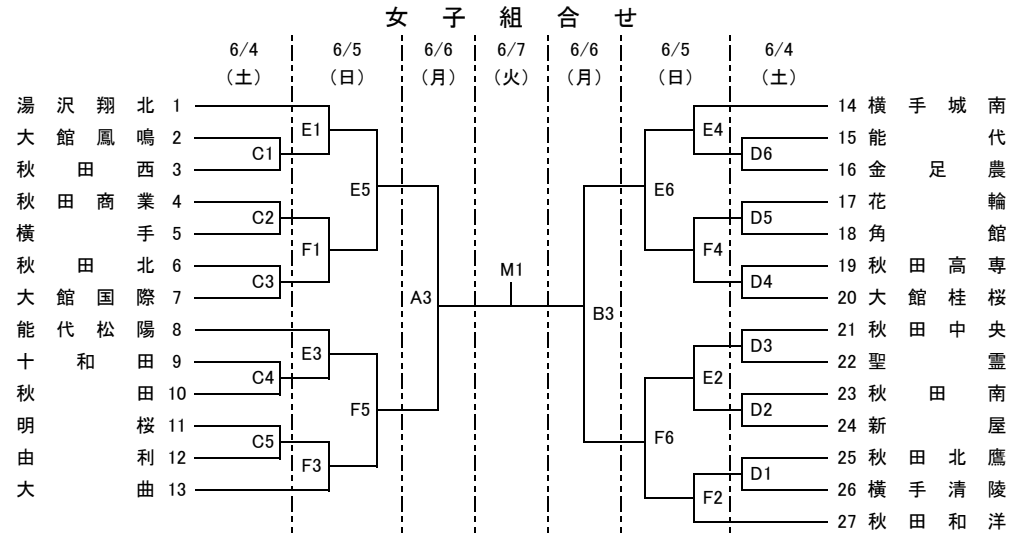 女子組合せ
6/4 6/5 6/6 6/7 6/6 6/5 6/4
(土) (日) (月) (火) (月) (日) (土)
湯沢翔北 1 14 横手城南
E1 E4
大館鳳鳴 2 15 能代
C1 D6
秋田西 3 16 金足農
E5 E6
秋田商業 4 17 花輪
C2 D5
横手 5 18 角館
F1 F4
秋田北 6 19 秋田高専
M1
C3 D4
大館国際 7 20 大館桂桜
A3 B3
能代松陽 8 21 秋田中央
E3 D3
十和田 9 22 聖霊
C4 E2
秋田 10 23 秋田南
F5 D2
明桜 11 24 新屋
C5 F6
由利 12 25 秋田北鷹
F3 D1
大曲 13 26 横手清陵
F2
27 秋田和洋